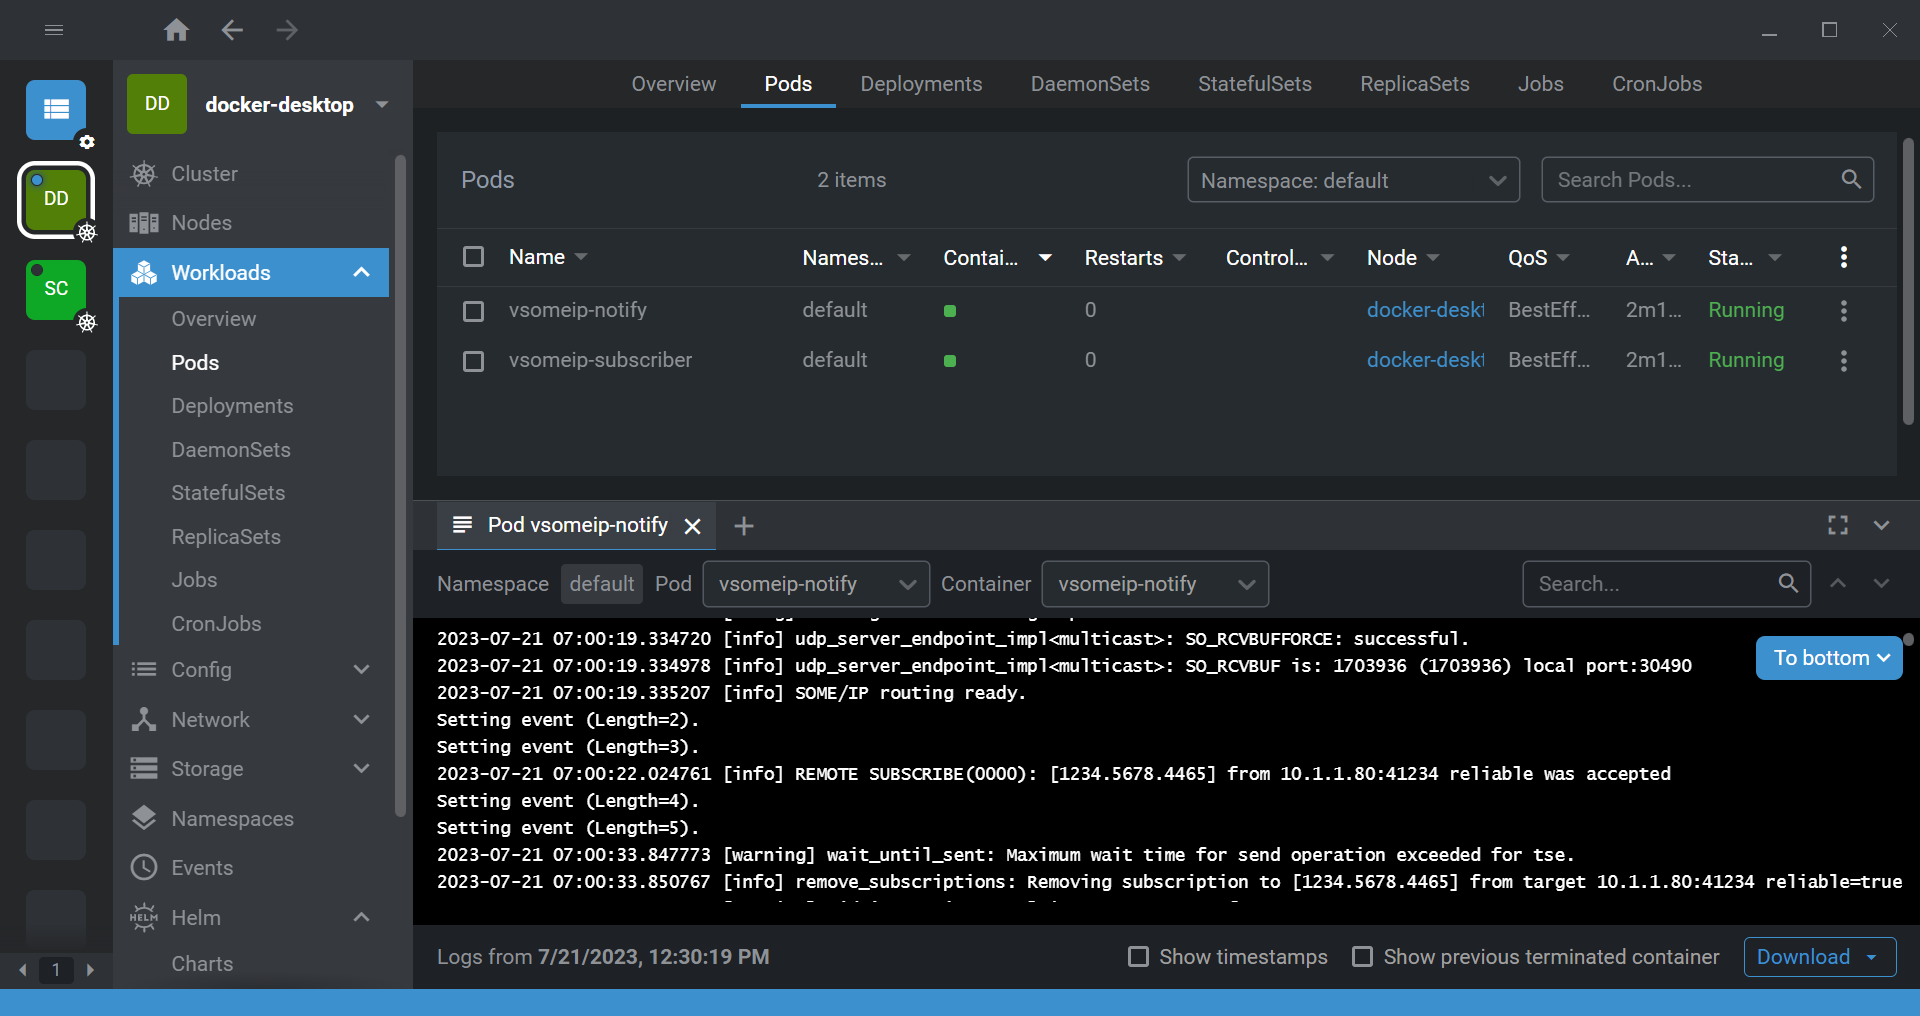 DD
docker-desktop
Overview
Pods
Deployments
DaemonSets
StatefulSets
ReplicaSets
Jobs
CronJobs
DD
SC
1
Cluster
Nodes
Workloads
Overview
Pods
Deployments
DaemonSets
StatefulSets
ReplicaSets
Jobs
CronJobs
Config
Network
Storage
Namespaces
Events
HELM Helm
Charts
Pods 2 items Namespace: default Search Pods...
Name Names... Contai... Restarts Control... Node QoS A... Sta...
vsomeip-notify default 0 docker-deskt BestEff... 2m1... Running
vsomeip-subscriber default 0 docker-deskt BestEff... 2m1... Running
Pod vsomeip-notify
Namespace default Pod vsomeip-notify Container vsomeip-notify Search...
2023-07-21 07:00:19.334720 [info] udp_server_endpoint_impl<multicast>: SO_RCVBUFFORCE: successful.
2023-07-21 07:00:19.334978 [info] udp_server_endpoint_impl<multicast>: SO_RCVBUF is: 1703936 (1703936) local port:30490
2023-07-21 07:00:19.335207 [info] SOME/IP routing ready.
Setting event (Length=2).
Setting event (Length=3).
2023-07-21 07:00:22.024761 [info] REMOTE SUBSCRIBE(0000): [1234.5678.4465] from 10.1.1.80:41234 reliable was accepted
Setting event (Length=4).
Setting event (Length=5).
2023-07-21 07:00:33.847773 [warning] wait_until_sent: Maximum wait time for send operation exceeded for tse.
2023-07-21 07:00:33.850767 [info] remove_subscriptions: Removing subscription to [1234.5678.4465] from target 10.1.1.80:41234 reliable=true
To bottom
Logs from 7/21/2023, 12:30:19 PM Show timestamps Show previous terminated container Download